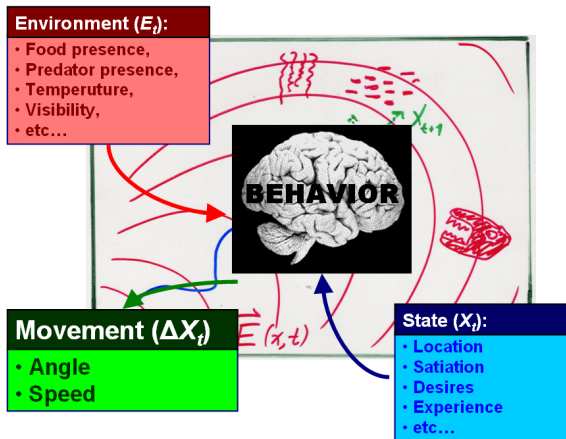 Environment (Et):
• Food presence,
• Predator presence,
• Temperuture,
• Visibility,
• etc…
Xt+1
BEHAVIOR
Movement (ΔXt)
• Angle
• Speed
E (x,t)
State (Xt):
• Location
• Satiation
• Desires
• Experience
• etc…